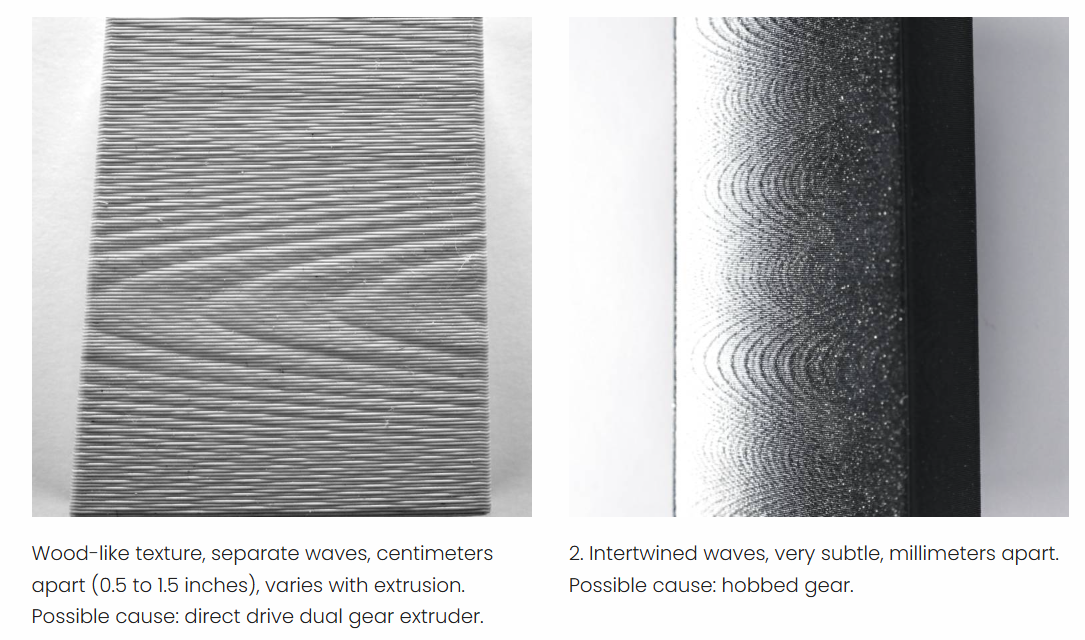 Wood-like texture, separate waves, centimeters
apart (0.5 to 1.5 inches), varies with extrusion.
Possible cause: direct drive dual gear extruder.
2. Intertwined waves, very subtle, millimeters apart.
Possible cause: hobbed gear.